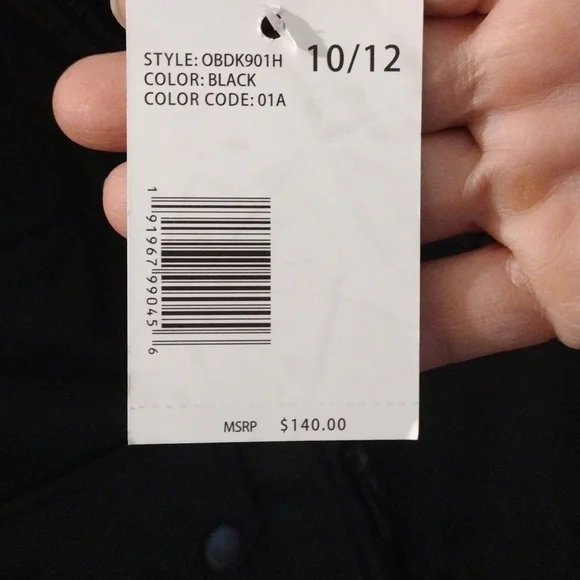 STYLE: OBDK901H 10/12
COLOR: BLACK
COLOR CODE: 01A
1 91967 99045 6
MSRP $140.00